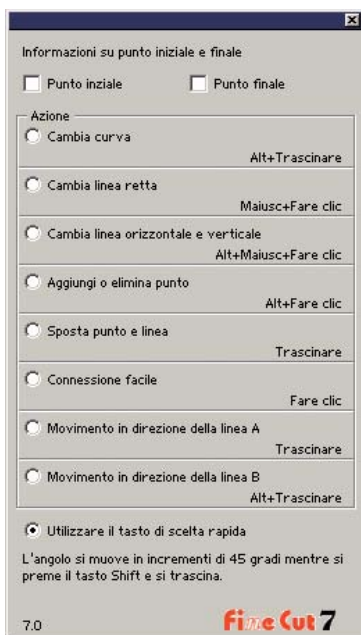 Informazioni su punto iniziale e finale
Punto inziale Punto finale
Azione
Cambia curva
Alt+Trascinare
Cambia linea retta
Maiusc+Fare clic
Cambia linea orizzontale e verticale
Alt+Maiusc+Fare clic
Aggiungi o elimina punto
Alt+Fare clic
Sposta punto e linea
Trascinare
Connessione facile
Fare clic
Movimento in direzione della linea A
Trascinare
Movimento in direzione della linea B
Alt+Trascinare
Utilizzare il tasto di scelta rapida
L'angolo si muove in incrementi di 45 gradi mentre si
preme il tasto Shift e si trascina.
7.0 FineCut 7